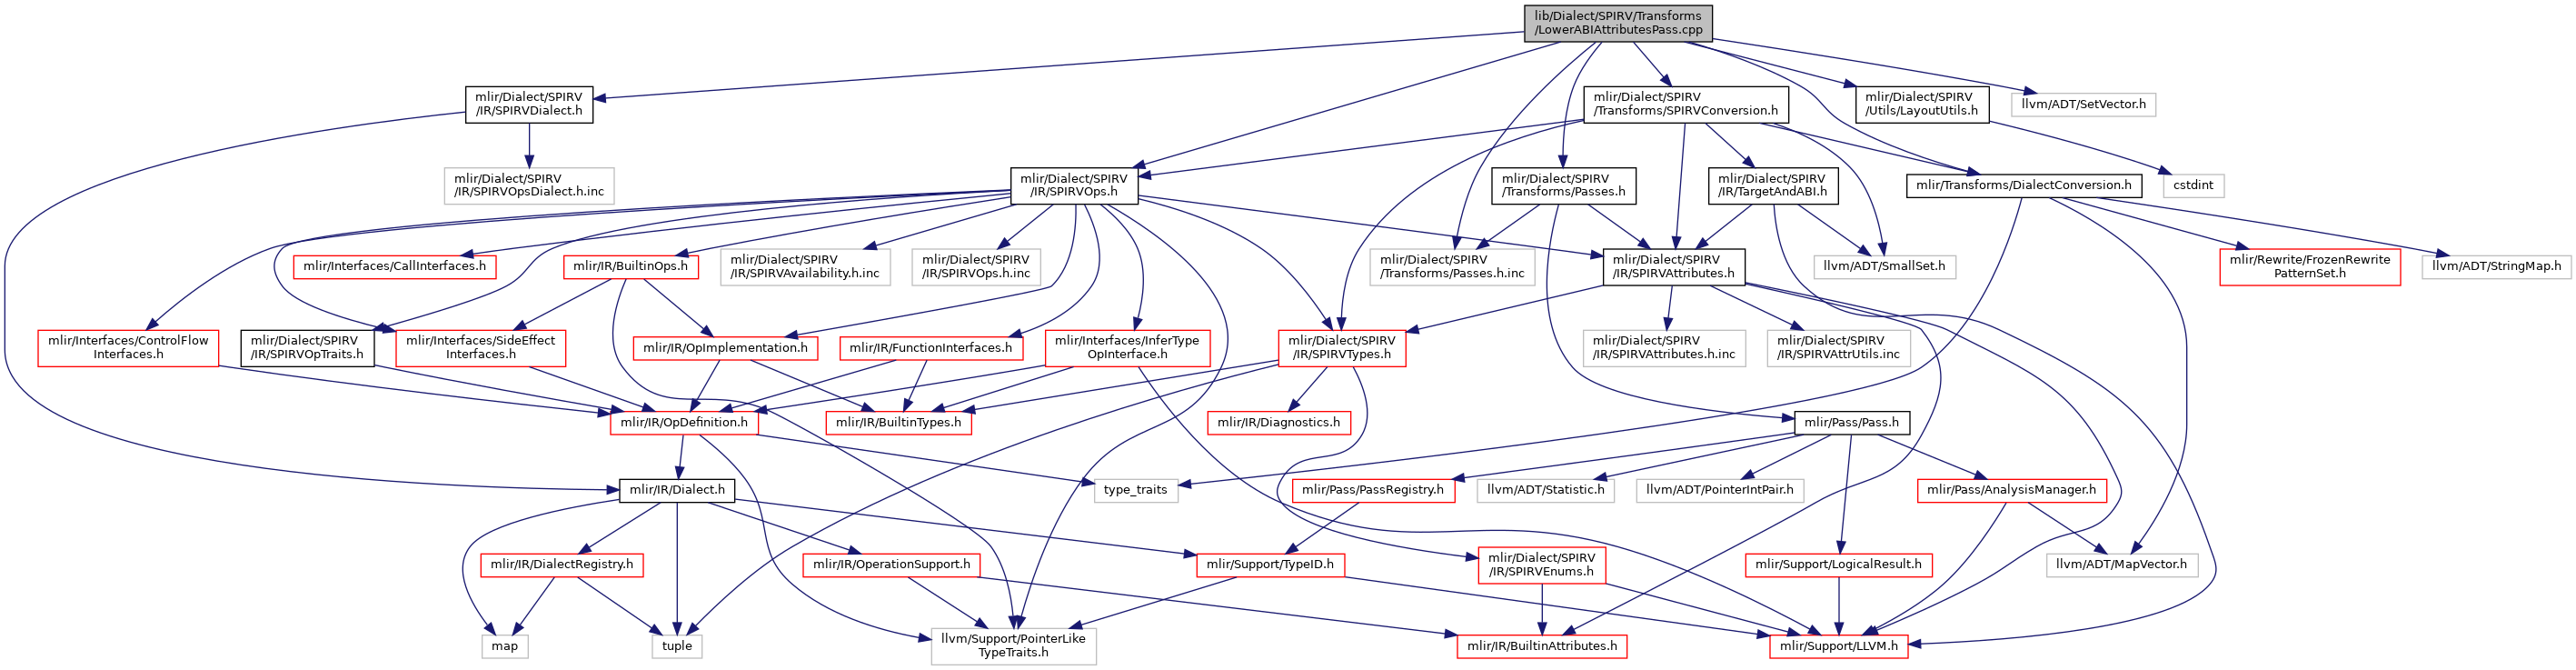 lib/Dialect/SPIRV/Transforms
/LowerABIAttributesPass.cpp
mlir/Dialect/SPIRV
/IR/SPIRVDialect.h
mlir/Dialect/SPIRV
/Transforms/SPIRVConversion.h
mlir/Dialect/SPIRV
/Utils/LayoutUtils.h
llvm/ADT/SetVector.h
mlir/Dialect/SPIRV
/IR/SPIRVOpsDialect.h.inc
mlir/Dialect/SPIRV
/IR/SPIRVOps.h
mlir/Dialect/SPIRV
/Transforms/Passes.h
mlir/Dialect/SPIRV
/IR/TargetAndABI.h
mlir/Transforms/DialectConversion.h
cstdint
mlir/Interfaces/CallInterfaces.h
mlir/IR/BuiltinOps.h
mlir/Dialect/SPIRV
/IR/SPIRVAvailability.h.inc
mlir/Dialect/SPIRV
/IR/SPIRVOps.h.inc
mlir/Dialect/SPIRV
/Transforms/Passes.h.inc
mlir/Dialect/SPIRV
/IR/SPIRVAttributes.h
llvm/ADT/SmallSet.h
mlir/Rewrite/FrozenRewrite
PatternSet.h
llvm/ADT/StringMap.h
mlir/Interfaces/ControlFlow
Interfaces.h
mlir/Dialect/SPIRV
/IR/SPIRVOpTraits.h
mlir/Interfaces/SideEffect
Interfaces.h
mlir/IR/OpImplementation.h
mlir/IR/FunctionInterfaces.h
mlir/Interfaces/InferType
OpInterface.h
mlir/Dialect/SPIRV
/IR/SPIRVTypes.h
mlir/Dialect/SPIRV
/IR/SPIRVAttributes.h.inc
mlir/Dialect/SPIRV
/IR/SPIRVAttrUtils.inc
mlir/IR/OpDefinition.h
mlir/IR/BuiltinTypes.h
mlir/IR/Diagnostics.h
mlir/Pass/Pass.h
mlir/IR/Dialect.h
type_traits
mlir/Pass/PassRegistry.h
llvm/ADT/Statistic.h
llvm/ADT/PointerIntPair.h
mlir/Pass/AnalysisManager.h
mlir/IR/DialectRegistry.h
mlir/IR/OperationSupport.h
mlir/Support/TypeID.h
mlir/Dialect/SPIRV
/IR/SPIRVEnums.h
mlir/Support/LogicalResult.h
llvm/ADT/MapVector.h
map
tuple
llvm/Support/PointerLike
TypeTraits.h
mlir/IR/BuiltinAttributes.h
mlir/Support/LLVM.h